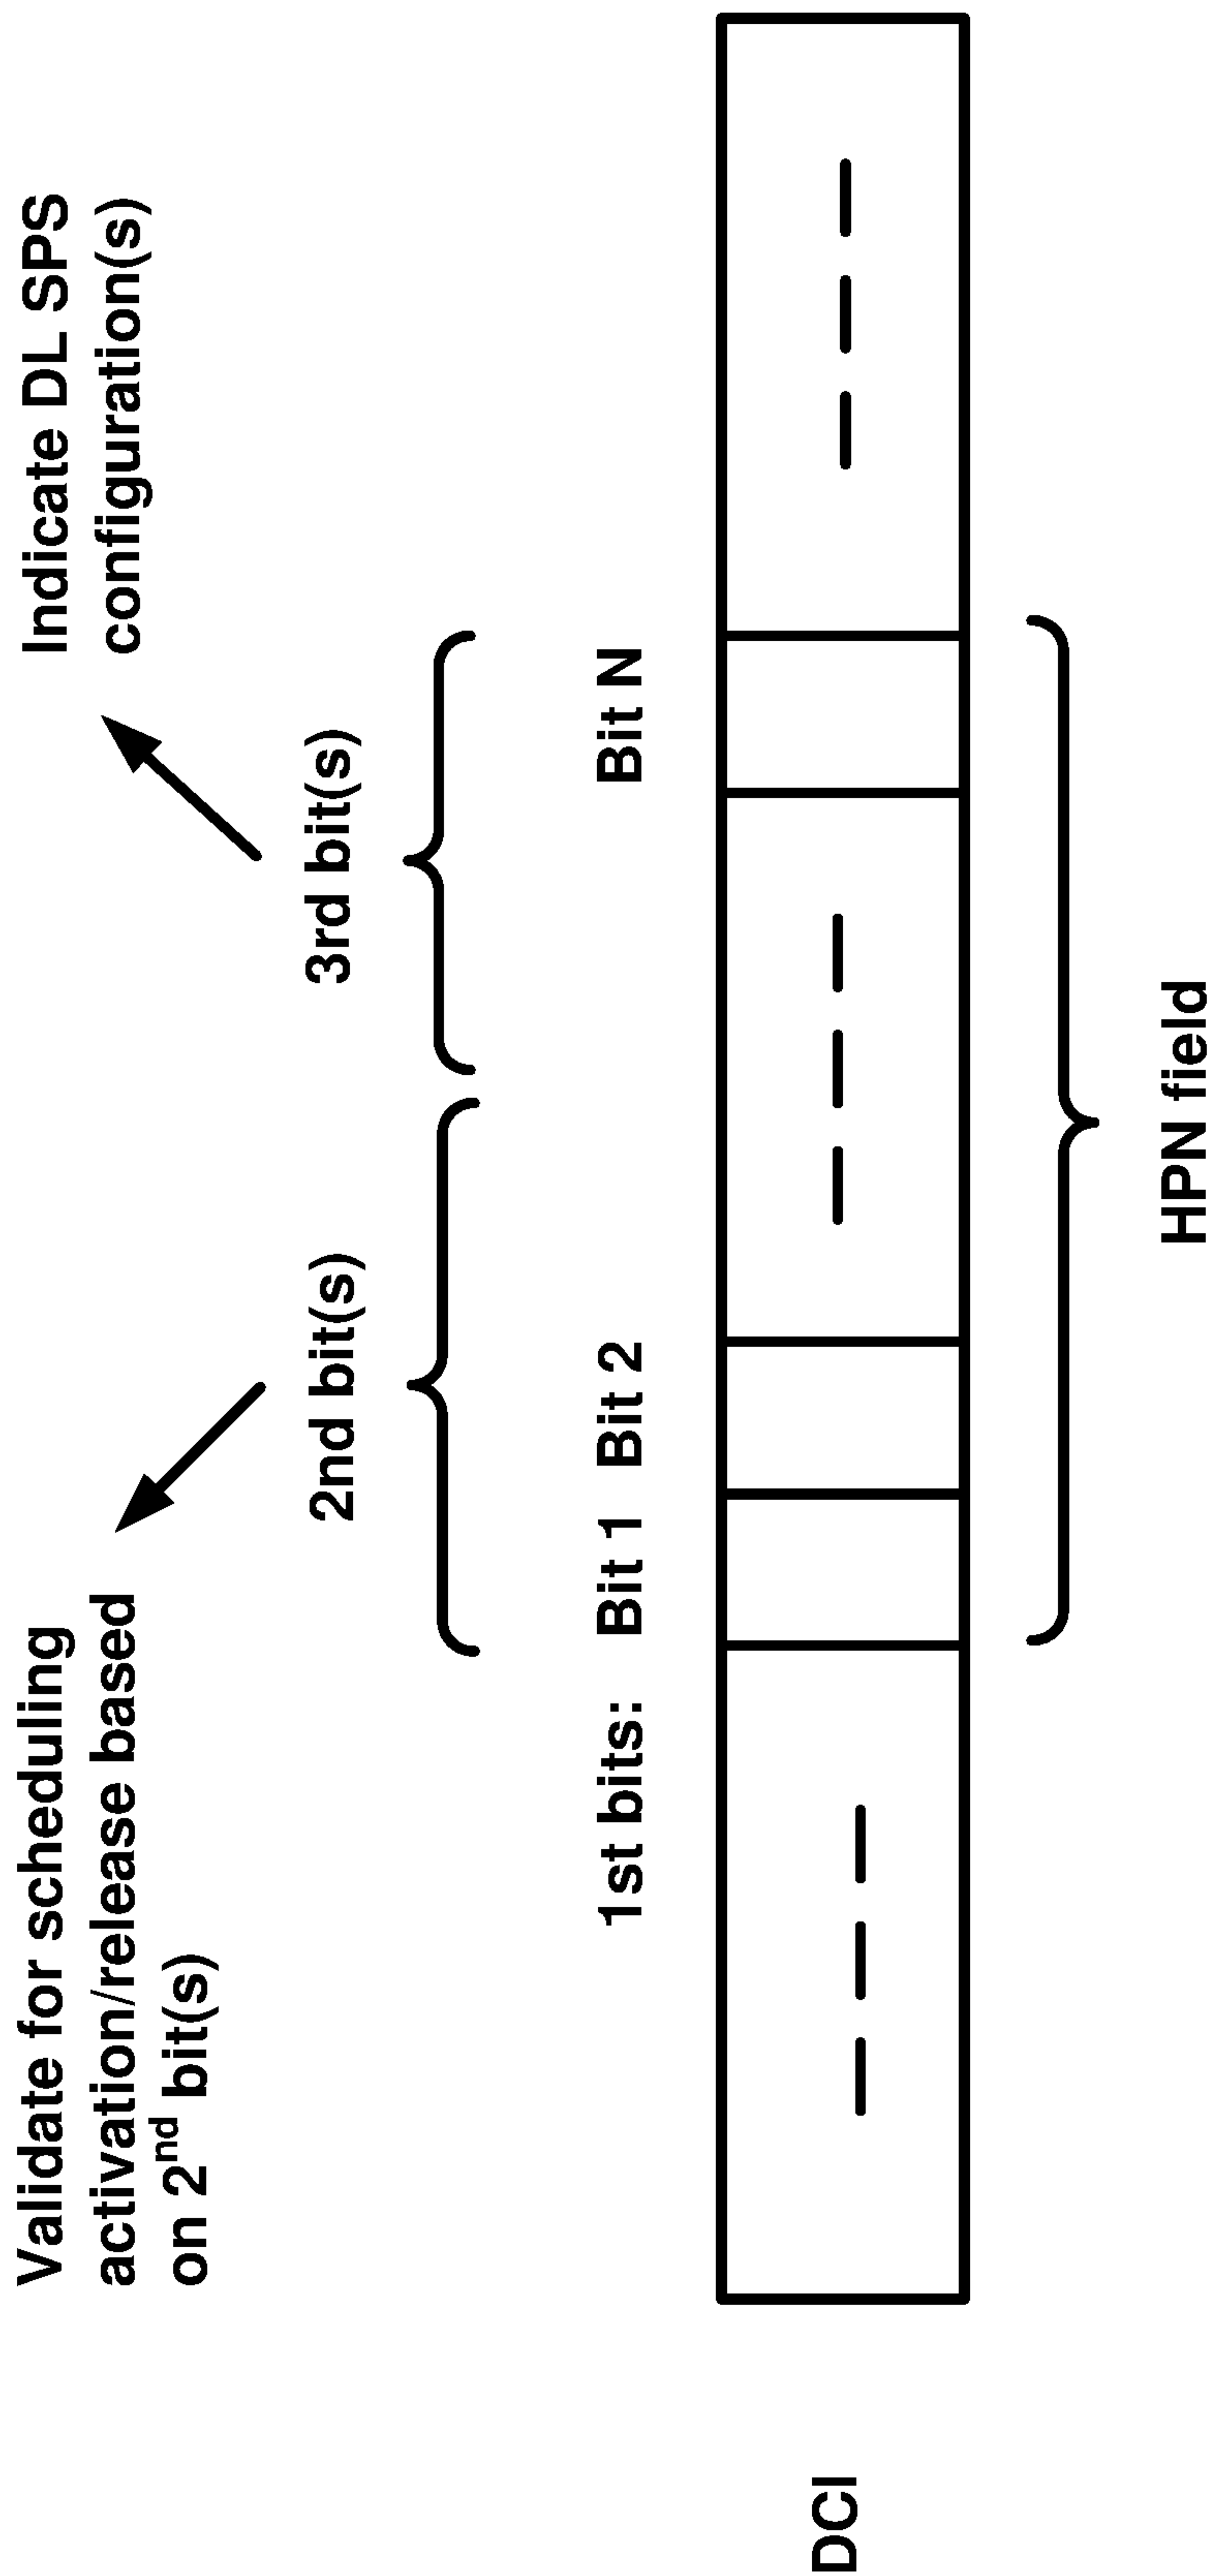 Validate for scheduling
activation/release based
on 2nd bit(s)
Indicate DL SPS
configuration(s)
2nd bit(s)
3rd bit(s)
1st bits: Bit 1 Bit 2 Bit N
DCI
HPN field